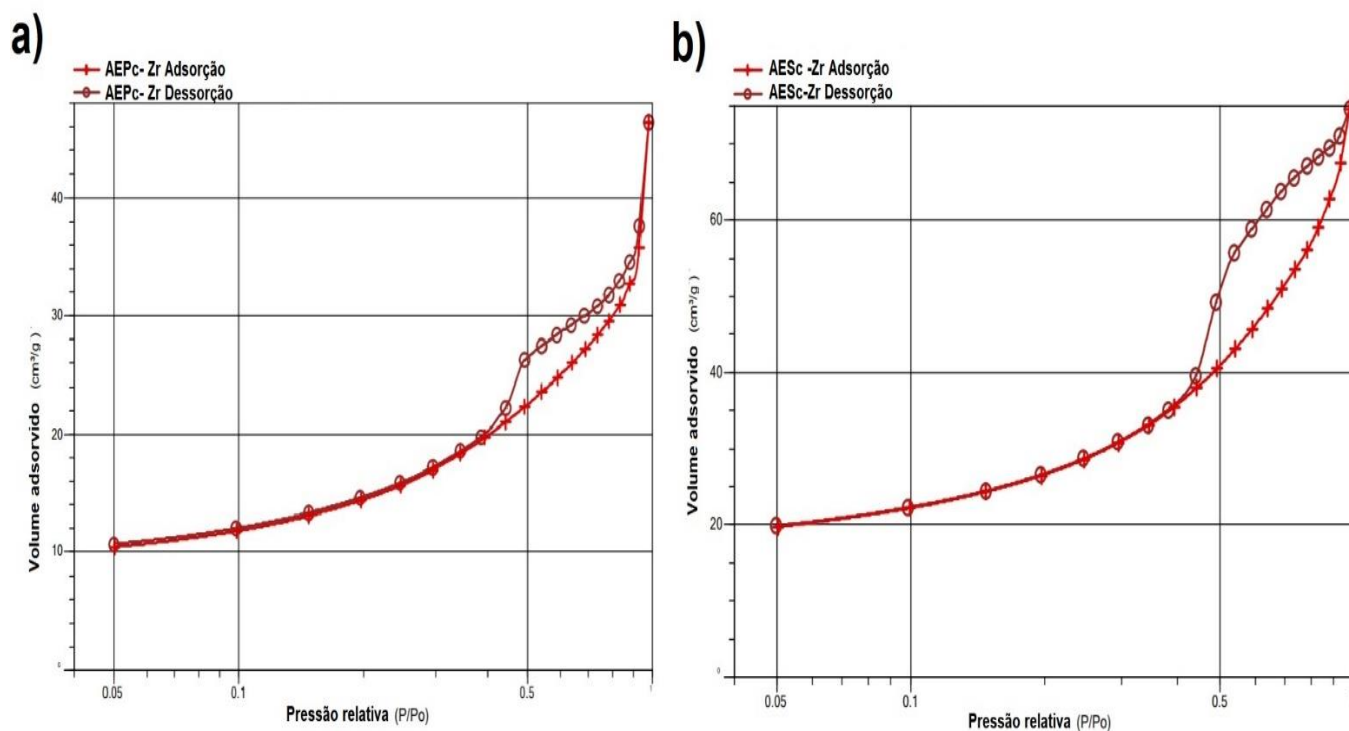 a)
AEPc- Zr Adsorção
AEPc- Zr Dessorção
40
30
20
10
Volume adsorvido (cm³/g)
0.05
0.1
0.5
Pressão relativa (P/Po)
b)
AESc -Zr Adsorção
AESc-Zr Dessorção
60
40
20
0
Volume adsorvido (cm³/g)
0.05
0.1
0.5
Pressão relativa (P/Po)